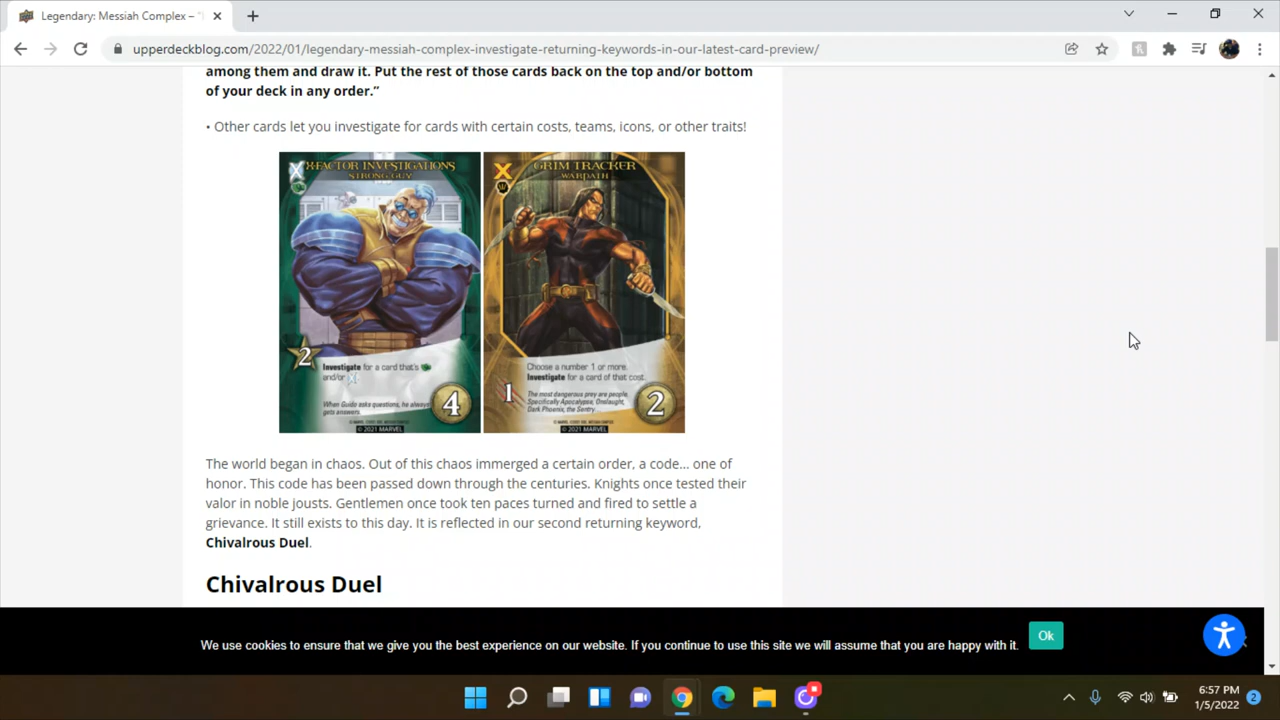 Legendary: Messiah Complex – "I
upperdeckblog.com/2022/01/legendary-messiah-complex-investigate-returning-keywords-in-our-latest-card-preview/
among them and draw it. Put the rest of those cards back on the top and/or bottom
of your deck in any order."
• Other cards let you investigate for cards with certain costs, teams, icons, or other traits!
X-FACTOR INVESTIGATIONS
STRONG GUY
2
Investigate for a card that's
and/or
When Guido asks questions, he always
gets answers.
4
© 2021 MARVEL
GRIM TRACKER
WARPATH
Choose a number 1 or more.
Investigate for a card of that cost.
1
The most dangerous prey are people.
Specifically Apocalypse, Onslaught,
Dark Phoenix, the Sentry...
2
© 2021 MARVEL
The world began in chaos. Out of this chaos immerged a certain order, a code... one of
honor. This code has been passed down through the centuries. Knights once tested their
valor in noble jousts. Gentlemen once took ten paces turned and fired to settle a
grievance. It still exists to this day. It is reflected in our second returning keyword,
Chivalrous Duel.
Chivalrous Duel
We use cookies to ensure that we give you the best experience on our website. If you continue to use this site we will assume that you are happy with it.
Ok
6:57 PM
1/5/2022
2